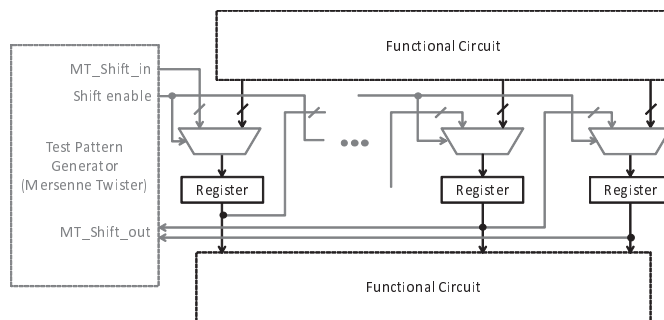 Functional Circuit
MT_Shift_in
Shift enable
Test Pattern
Generator
(Mersenne Twister)
Register
Register
Register
MT_Shift_out
Functional Circuit